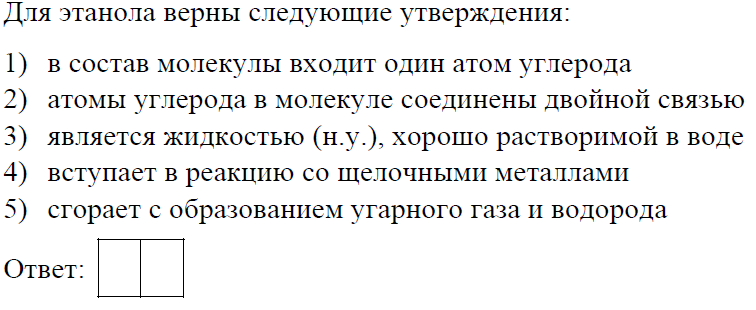 Для этанола верны следующие утверждения:
1) в состав молекулы входит один атом углерода
2) атомы углерода в молекуле соединены двойной связью
3) является жидкостью (н.у.), хорошо растворимой в воде
4) вступает в реакцию со щелочными металлами
5) сгорает с образованием угарного газа и водорода
Ответ: